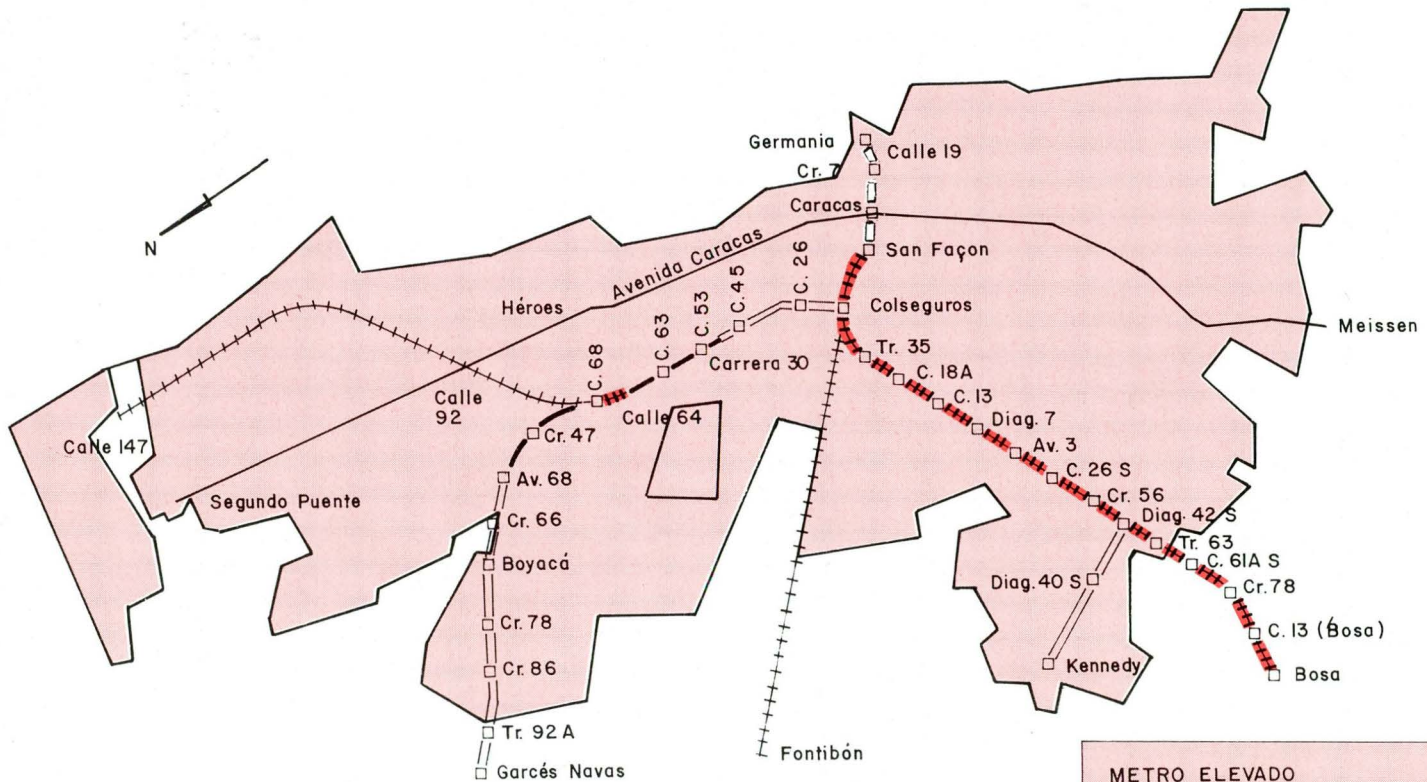 Germania
Calle 19
Cr. 7
Caracas
San Façon
Avenida Caracas
Héroes
C. 26
C. 45
C. 53
C. 63
C. 68
Colseguros
Meissen
Carrera 30
Tr. 35
C. 18A
C. 13
Diag. 7
Av. 3
C. 26 S
Cr. 56
Diag. 42 S
Tr. 63
C. 61A S
Cr. 78
C. 13 (Bosa)
Bosa
Diag. 40 S
Kennedy
N
Calle 92
Calle 64
Calle 147
Cr. 47
Av. 68
Segundo Puente
Cr. 66
Boyacá
Cr. 78
Cr. 86
Tr. 92 A
Garcés Navas
Fontibón
METRO ELEVADO